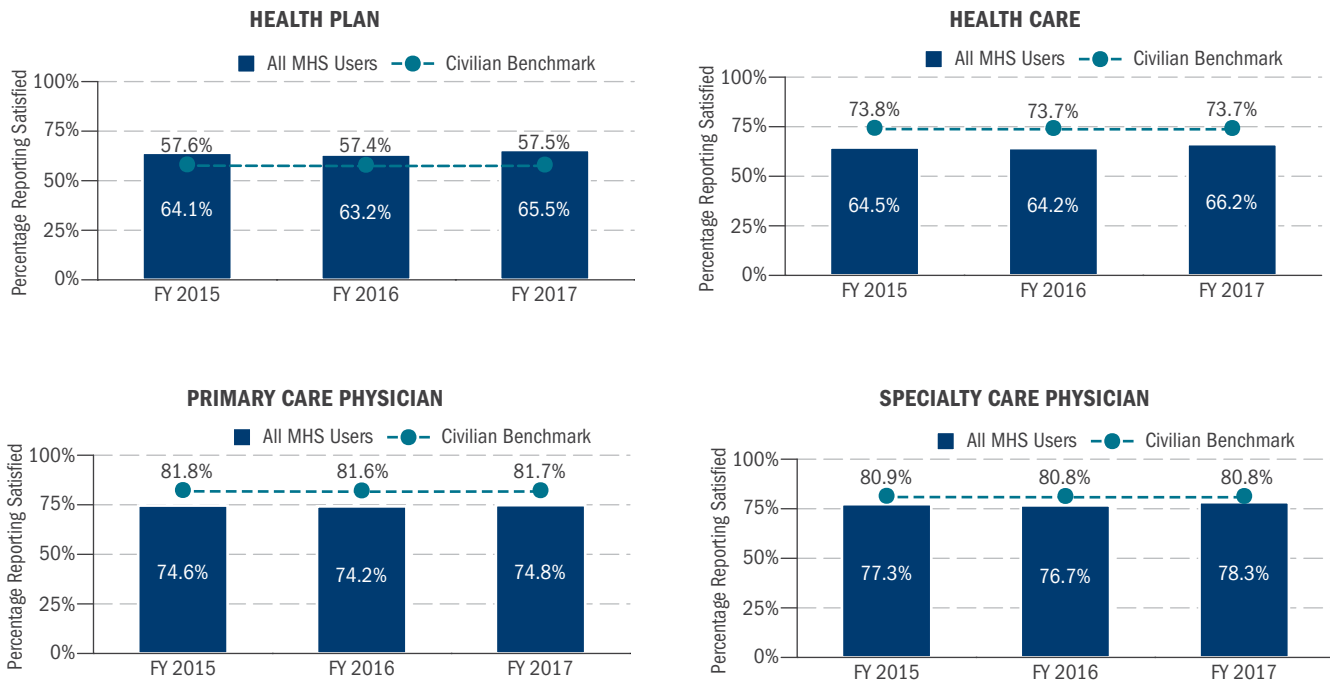 HEALTH PLAN
All MHS Users Civilian Benchmark
Percentage Reporting Satisfied
100%
75%
50%
25%
0%
57.6% 57.4% 57.5%
64.1% 63.2% 65.5%
FY 2015 FY 2016 FY 2017
HEALTH CARE
All MHS Users Civilian Benchmark
Percentage Reporting Satisfied
100%
75%
50%
25%
0%
73.8% 73.7% 73.7%
64.5% 64.2% 66.2%
FY 2015 FY 2016 FY 2017
PRIMARY CARE PHYSICIAN
All MHS Users Civilian Benchmark
Percentage Reporting Satisfied
100%
75%
50%
25%
0%
81.8% 81.6% 81.7%
74.6% 74.2% 74.8%
FY 2015 FY 2016 FY 2017
SPECIALTY CARE PHYSICIAN
All MHS Users Civilian Benchmark
Percentage Reporting Satisfied
100%
75%
50%
25%
0%
80.9% 80.8% 80.8%
77.3% 76.7% 78.3%
FY 2015 FY 2016 FY 2017